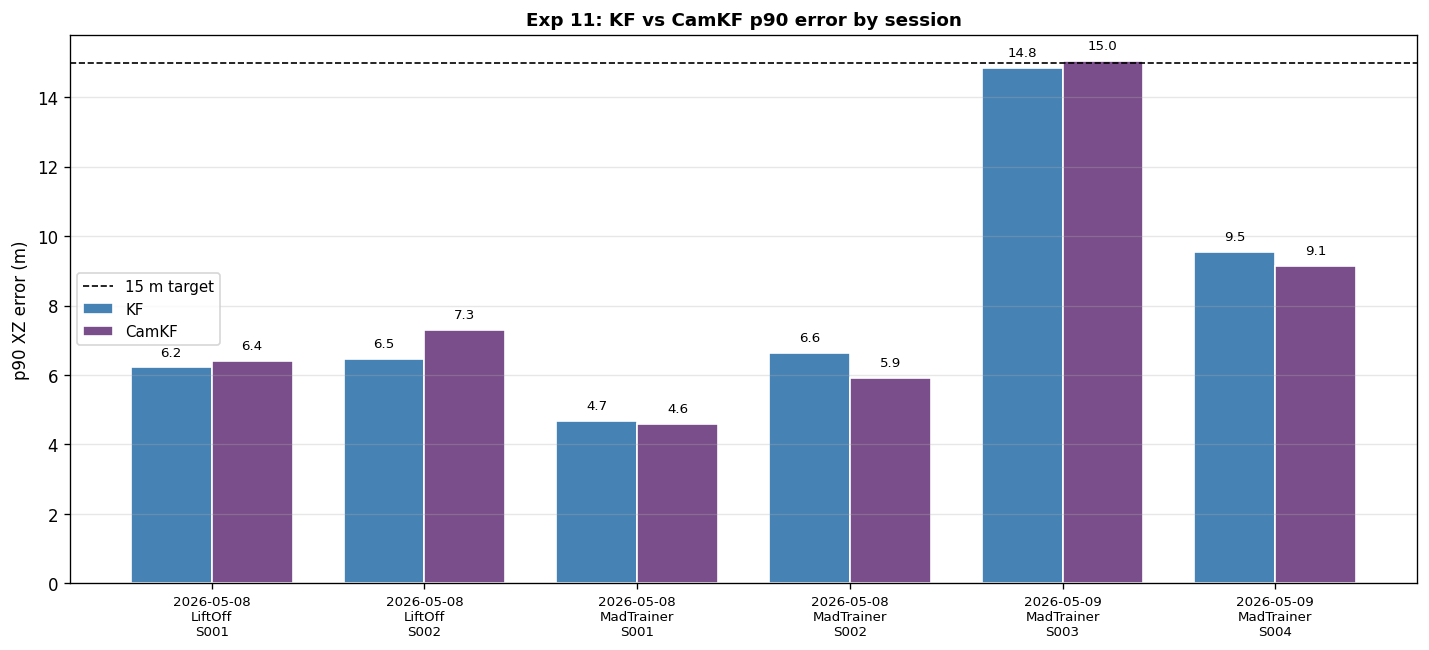 Exp 11: KF vs CamKF p90 error by session
p90 XZ error (m)
14
12
10
8
6
4
2
0
15 m target
KF
CamKF
6.2
6.4
6.5
7.3
4.7
4.6
6.6
5.9
14.8
15.0
9.5
9.1
2026-05-08
LiftOff
S001
2026-05-08
LiftOff
S002
2026-05-08
MadTrainer
S001
2026-05-08
MadTrainer
S002
2026-05-09
MadTrainer
S003
2026-05-09
MadTrainer
S004